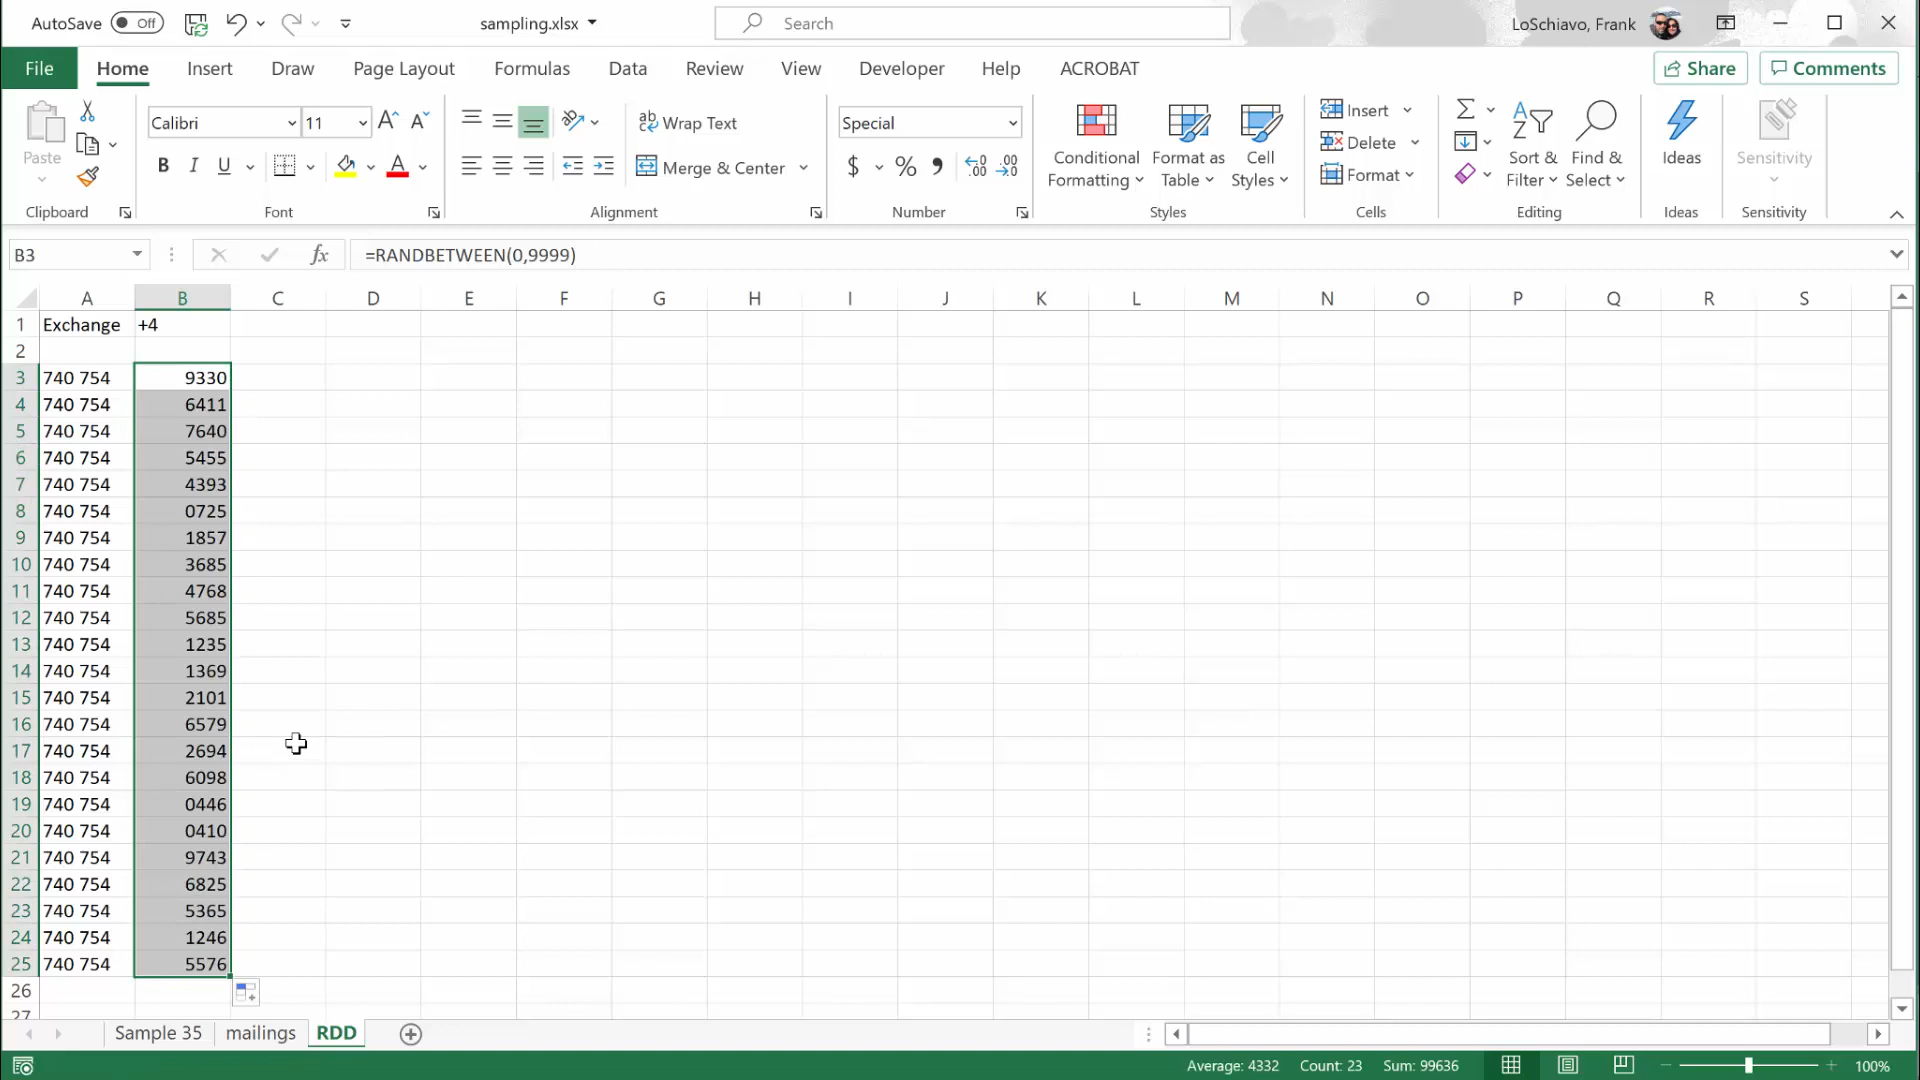 AutoSave Off sampling.xlsx Search LoSchiavo, Frank
File Home Insert Draw Page Layout Formulas Data Review View Developer Help ACROBAT Share Comments
Paste Calibri 11 A A ab Wrap Text Special Insert Σ
B I U A Merge & Center $ % , .0 .00 Conditional Formatting Format as Table Cell Styles Delete Format Sort & Filter Find & Select Ideas Sensitivity
Clipboard Font Alignment Number Styles Cells Editing Ideas Sensitivity
B3 fx =RANDBETWEEN(0,9999)
A B C D E F G H I J K L M N O P Q R S
1 Exchange +4
2
3 740 754 9330
4 740 754 6411
5 740 754 7640
6 740 754 5455
7 740 754 4393
8 740 754 0725
9 740 754 1857
10 740 754 3685
11 740 754 4768
12 740 754 5685
13 740 754 1235
14 740 754 1369
15 740 754 2101
16 740 754 6579
17 740 754 2694
18 740 754 6098
19 740 754 0446
20 740 754 0410
21 740 754 9743
22 740 754 6825
23 740 754 5365
24 740 754 1246
25 740 754 5576
26
27
Sample 35 mailings RDD
Average: 4332 Count: 23 Sum: 99636 100%